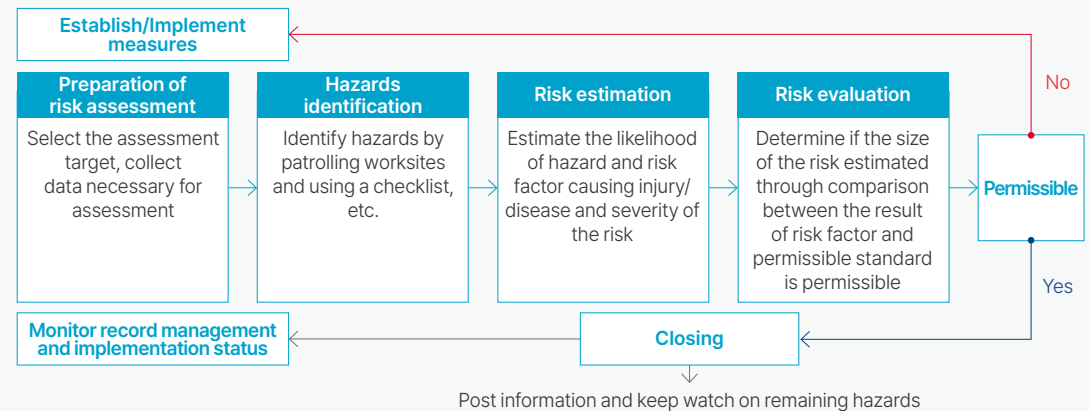 Establish/Implement
measures
No
Preparation of
risk assessment
Select the assessment
target, collect
data necessary for
assessment
Hazards
identification
Identify hazards by
patrolling worksites
and using a checklist,
etc.
Risk estimation
Estimate the likelihood
of hazard and risk
factor causing injury/
disease and severity of
the risk
Risk evaluation
Determine if the size
of the risk estimated
through comparison
between the result
of risk factor and
permissible standard
is permissible
Permissible
Yes
Closing
Monitor record management
and implementation status
Post information and keep watch on remaining hazards